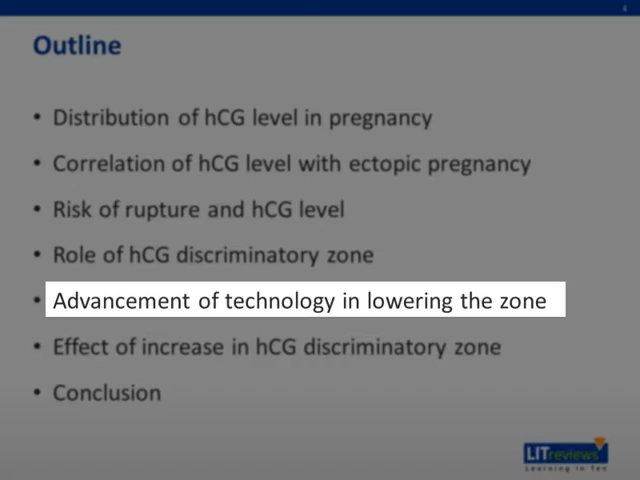 4
Outline
• Distribution of hCG level in pregnancy
• Correlation of hCG level with ectopic pregnancy
• Risk of rupture and hCG level
• Role of hCG discriminatory zone
• Advancement of technology in lowering the zone
• Effect of increase in hCG discriminatory zone
• Conclusion
LITreviews
Learning in Ten